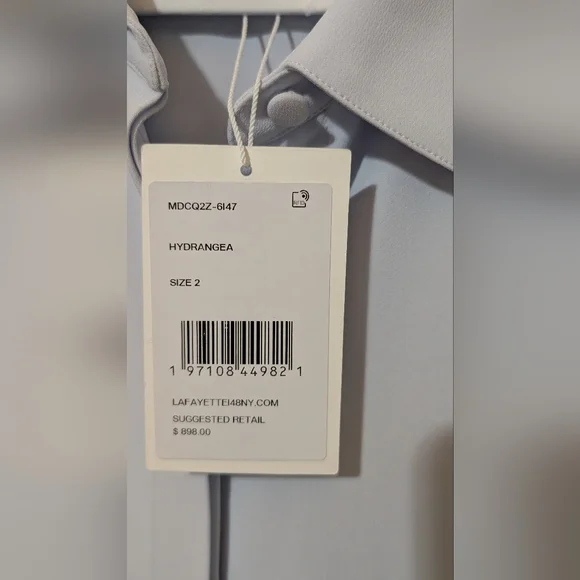 MDCQ2Z-6I47
HYDRANGEA
SIZE 2
1 97108 44982 1
LAFAYETTE148NY.COM
SUGGESTED RETAIL
$ 898.00